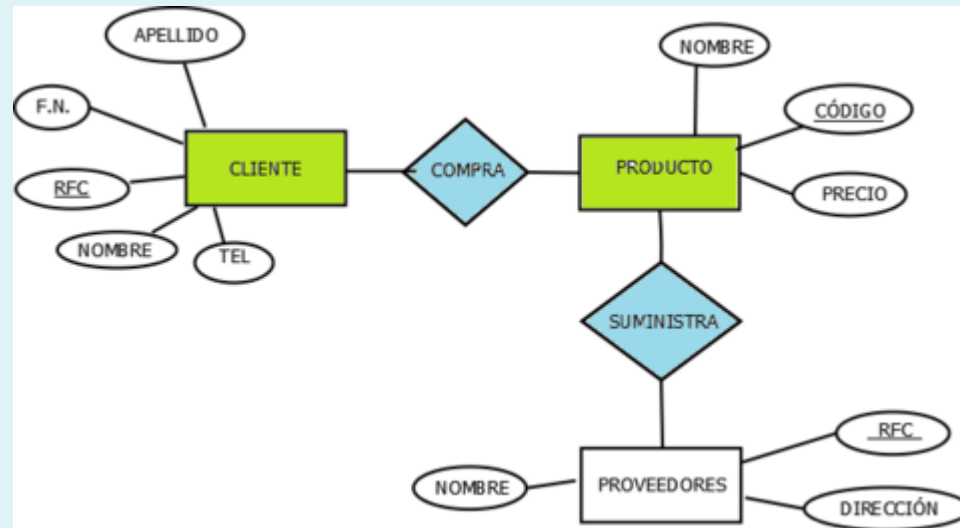 APELLIDO
NOMBRE
F.N.
CÓDIGO
CLIENTE
COMPRA
PRODUCTO
RFC
PRECIO
NOMBRE
TEL
SUMINISTRA
RFC
NOMBRE
PROVEEDORES
DIRECCIÓN